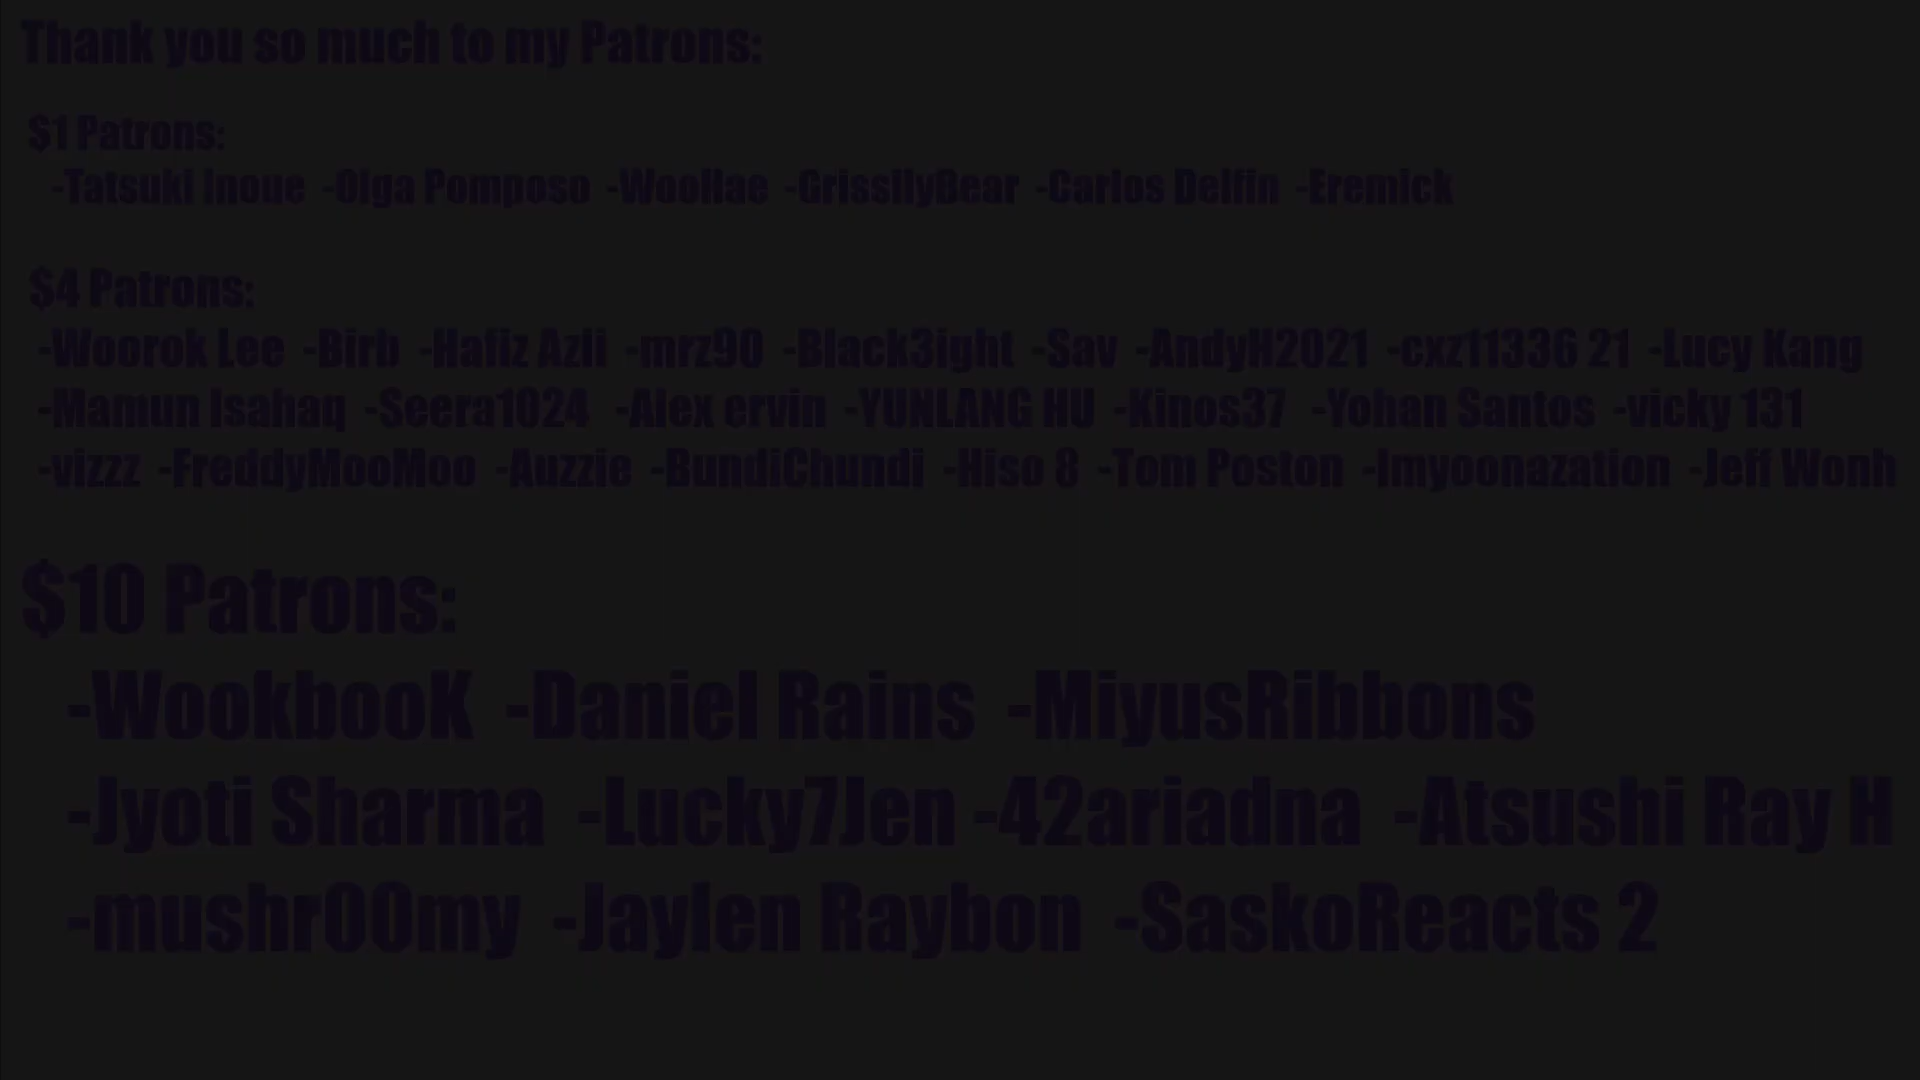 Thank you so much to my Patrons:
$1 Patrons:
-Tatsuki Inoue -Olga Pomposo -Woollae -GrissilyBear -Carlos Delfin -Eremick
$4 Patrons:
-Woorok Lee -Birb -Hafiz Azli -mrz90 -Black3ight -Sav -AndyH2021 -cxz11336 21 -Lucy Kang
-Mamun Isahaq -Seera1024 -Alex ervin -YUNLANG HU -Kinos37 -Yohan Santos -vicky 131
-vizzz -FreddyMooMoo -Auzzie -BundiChundi -Hiso 8 -Tom Poston -Imyoonazation -Jeff Wonh
$10 Patrons:
-WookbooK -Daniel Rains -MiyusRibbons
-Jyoti Sharma -Lucky7Jen -42ariadna -Atsushi Ray H
-mushr00my -Jaylen Raybon -SaskoReacts 2